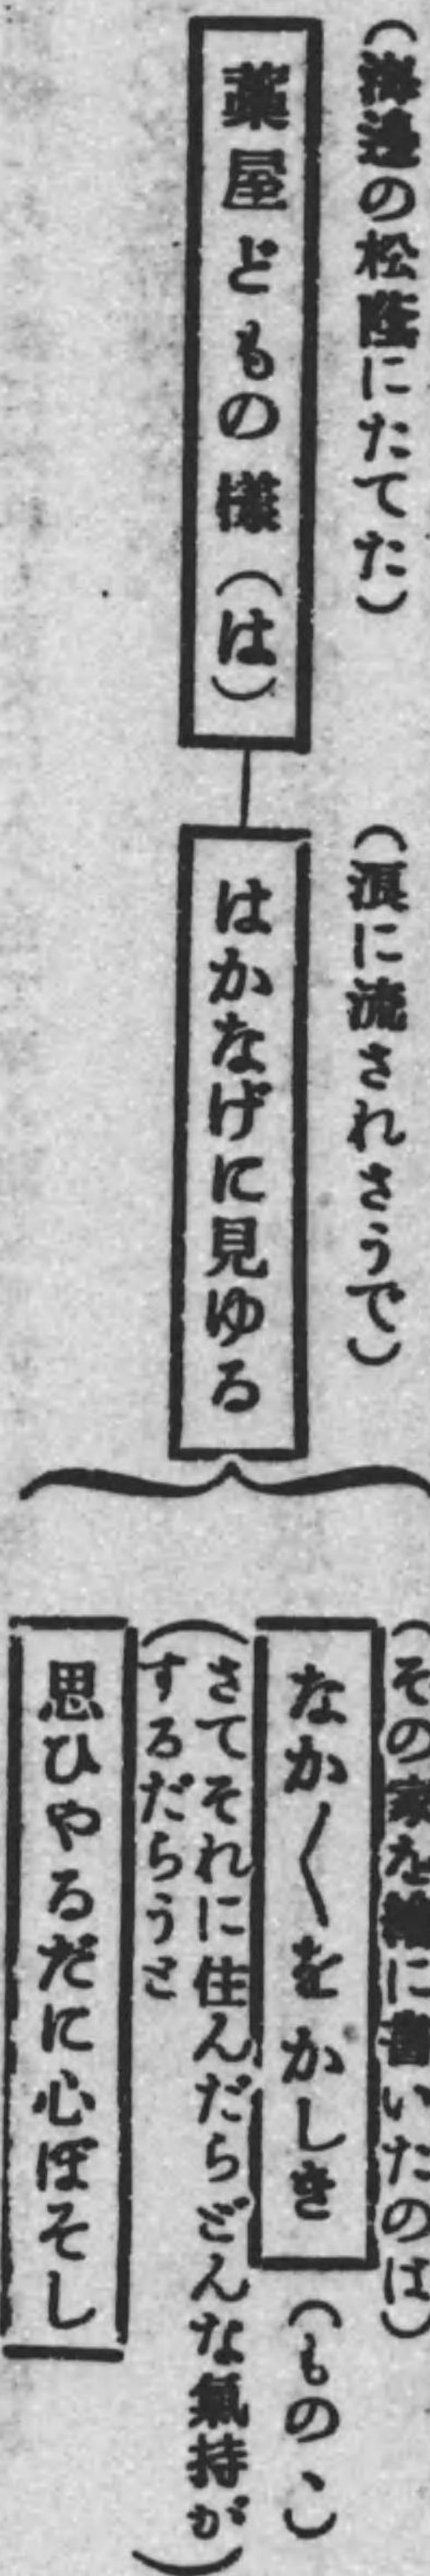 (海邊の松蔭にたてた)
藁屋どもの樣(は)
(浪に流されさうで)
はかなげに見ゆる
(その家を繪に書いたのは)
なか〱をかしき(もの、)
(さてそれに住んだらどんな氣持が
するだらうと)
思ひやるだに心ぼそし